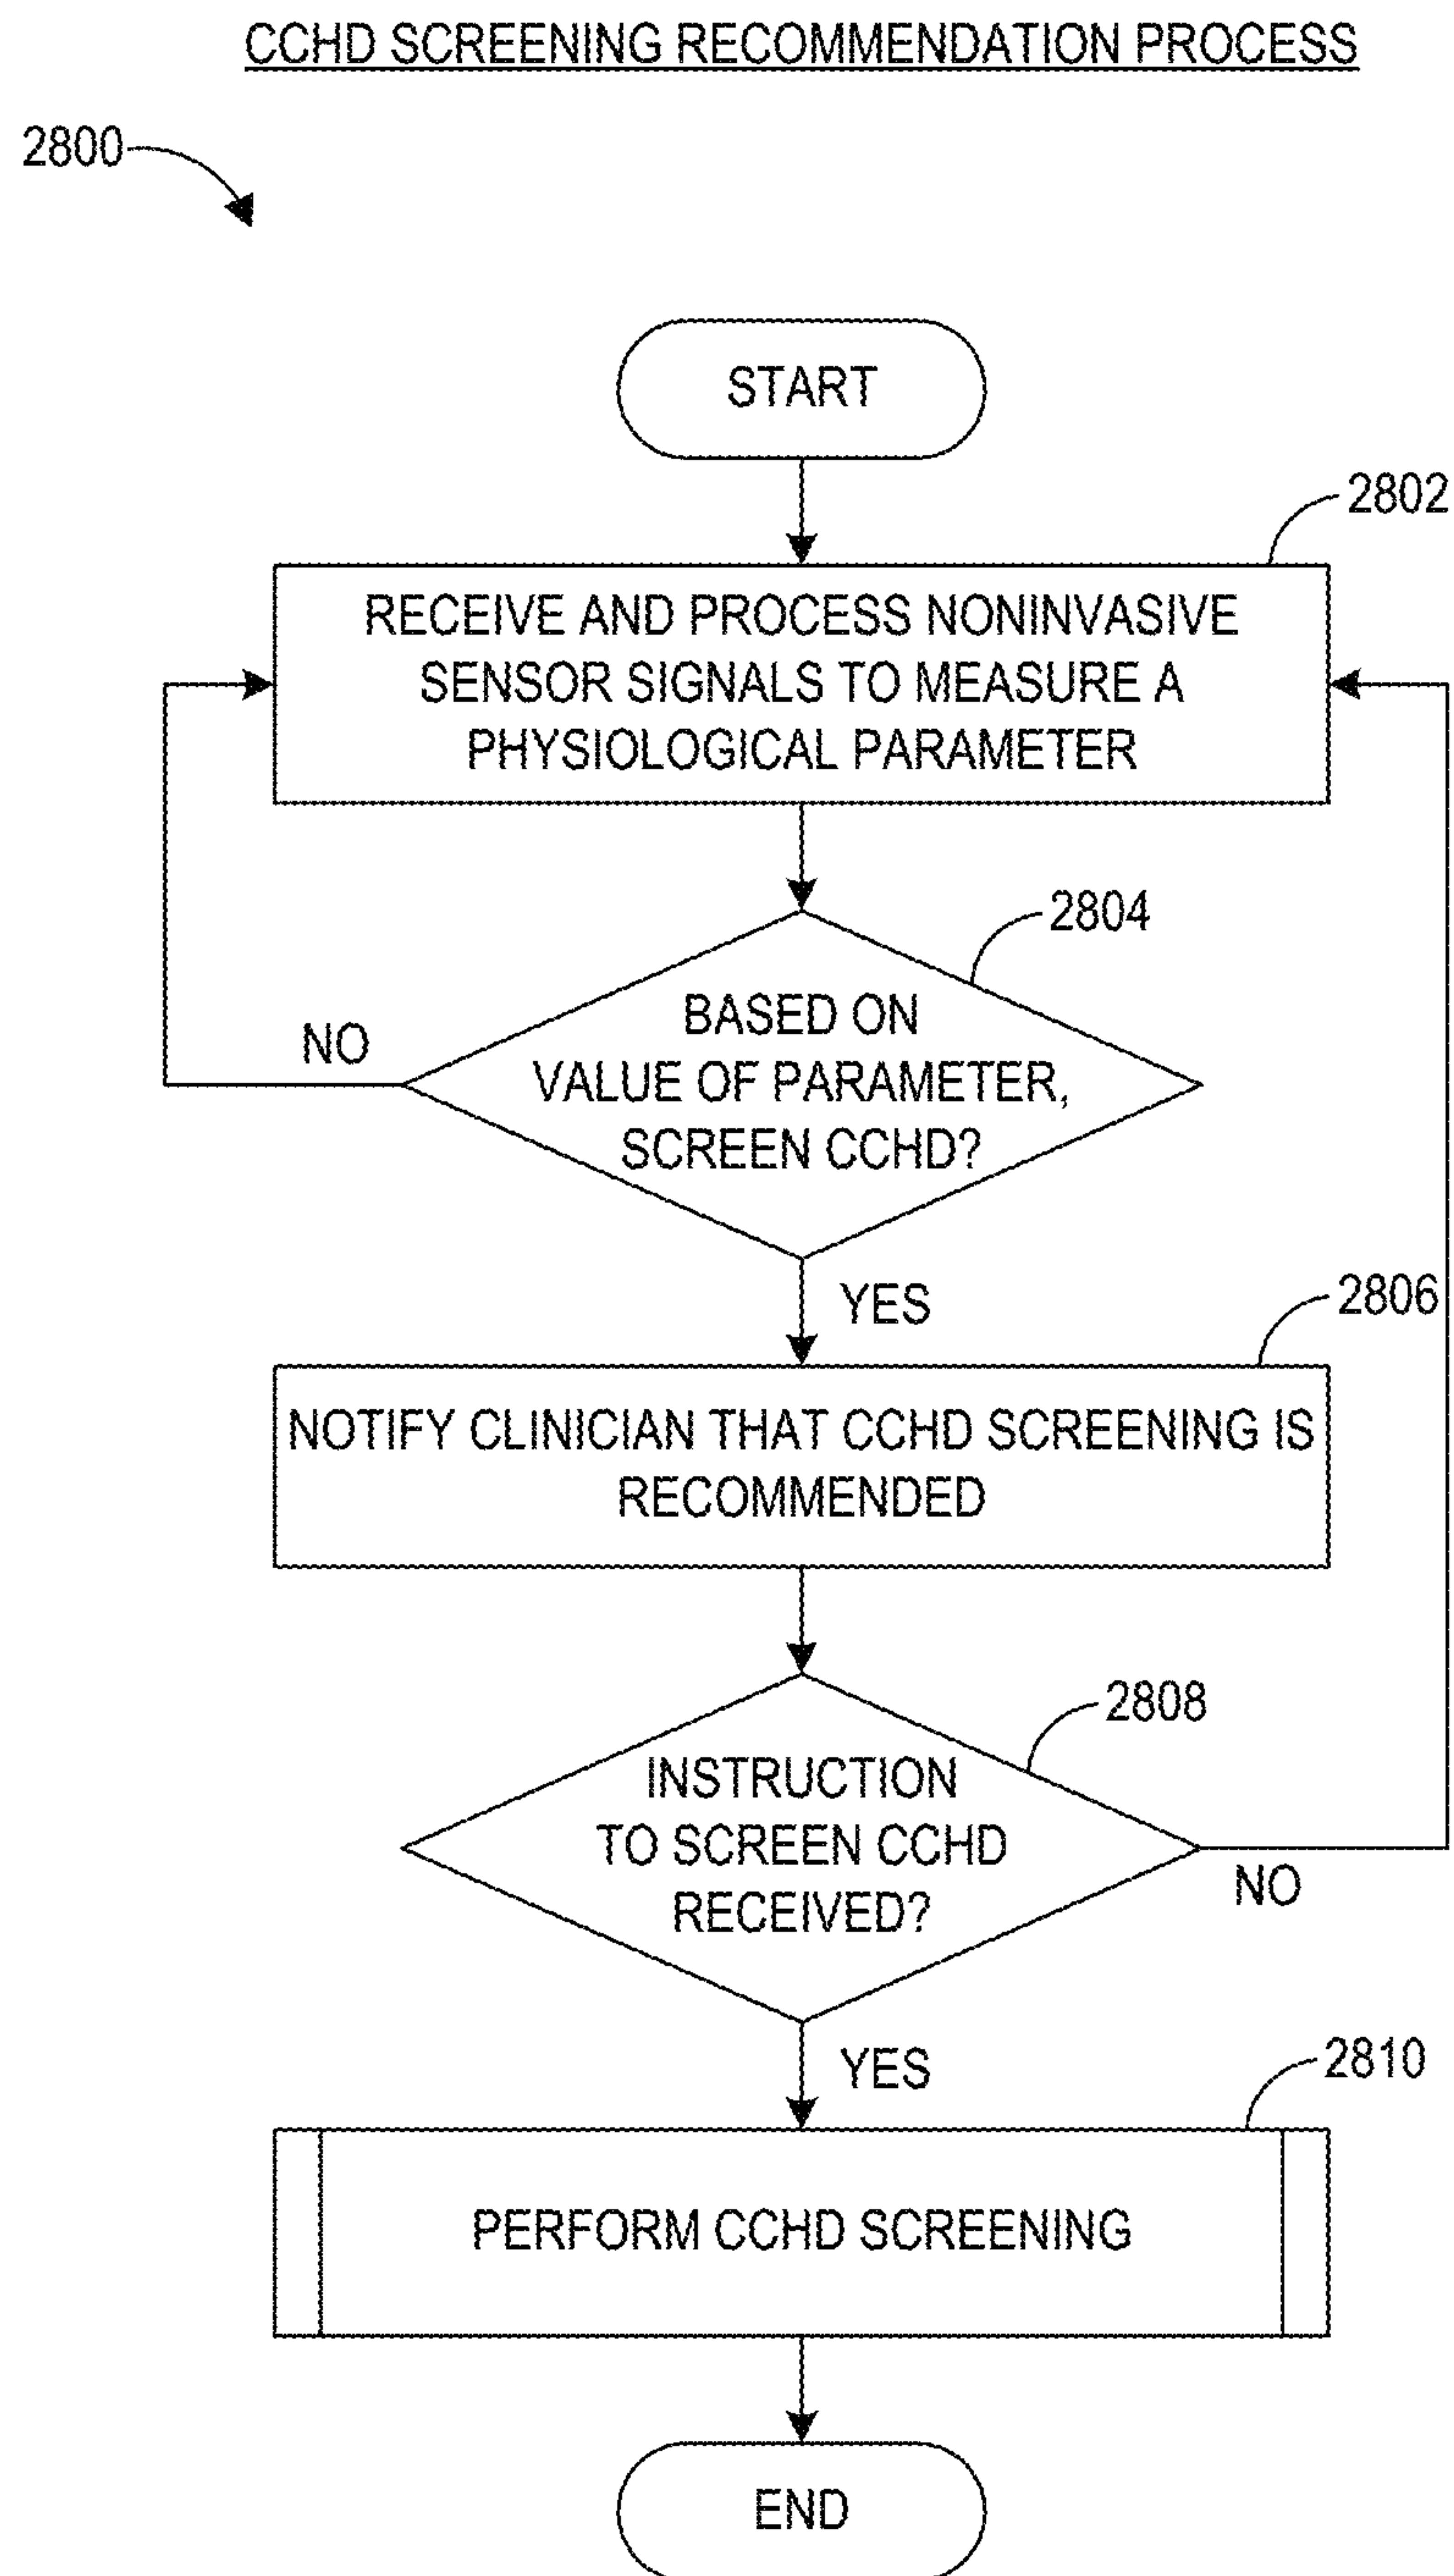 CCHD SCREENING RECOMMENDATION PROCESS
2800
START
2802
RECEIVE AND PROCESS NONINVASIVE
SENSOR SIGNALS TO MEASURE A
PHYSIOLOGICAL PARAMETER
2804
BASED ON
VALUE OF PARAMETER,
SCREEN CCHD?
NO
YES
2806
NOTIFY CLINICIAN THAT CCHD SCREENING IS
RECOMMENDED
2808
INSTRUCTION
TO SCREEN CCHD
RECEIVED?
NO
YES
2810
PERFORM CCHD SCREENING
END